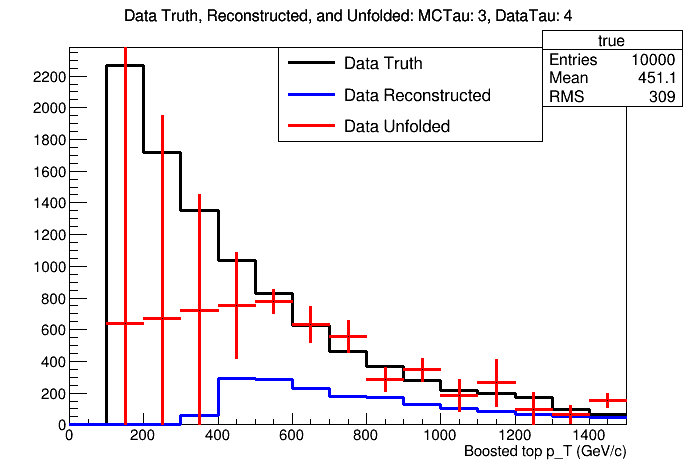 Data Truth, Reconstructed, and Unfolded: MCTau: 3, DataTau: 4
true
Entries 10000
Mean 451.1
RMS 309
Data Truth
Data Reconstructed
Data Unfolded
2200
2000
1800
1600
1400
1200
1000
800
600
400
200
0
0 200 400 600 800 1000 1200 1400
Boosted top p_T (GeV/c)